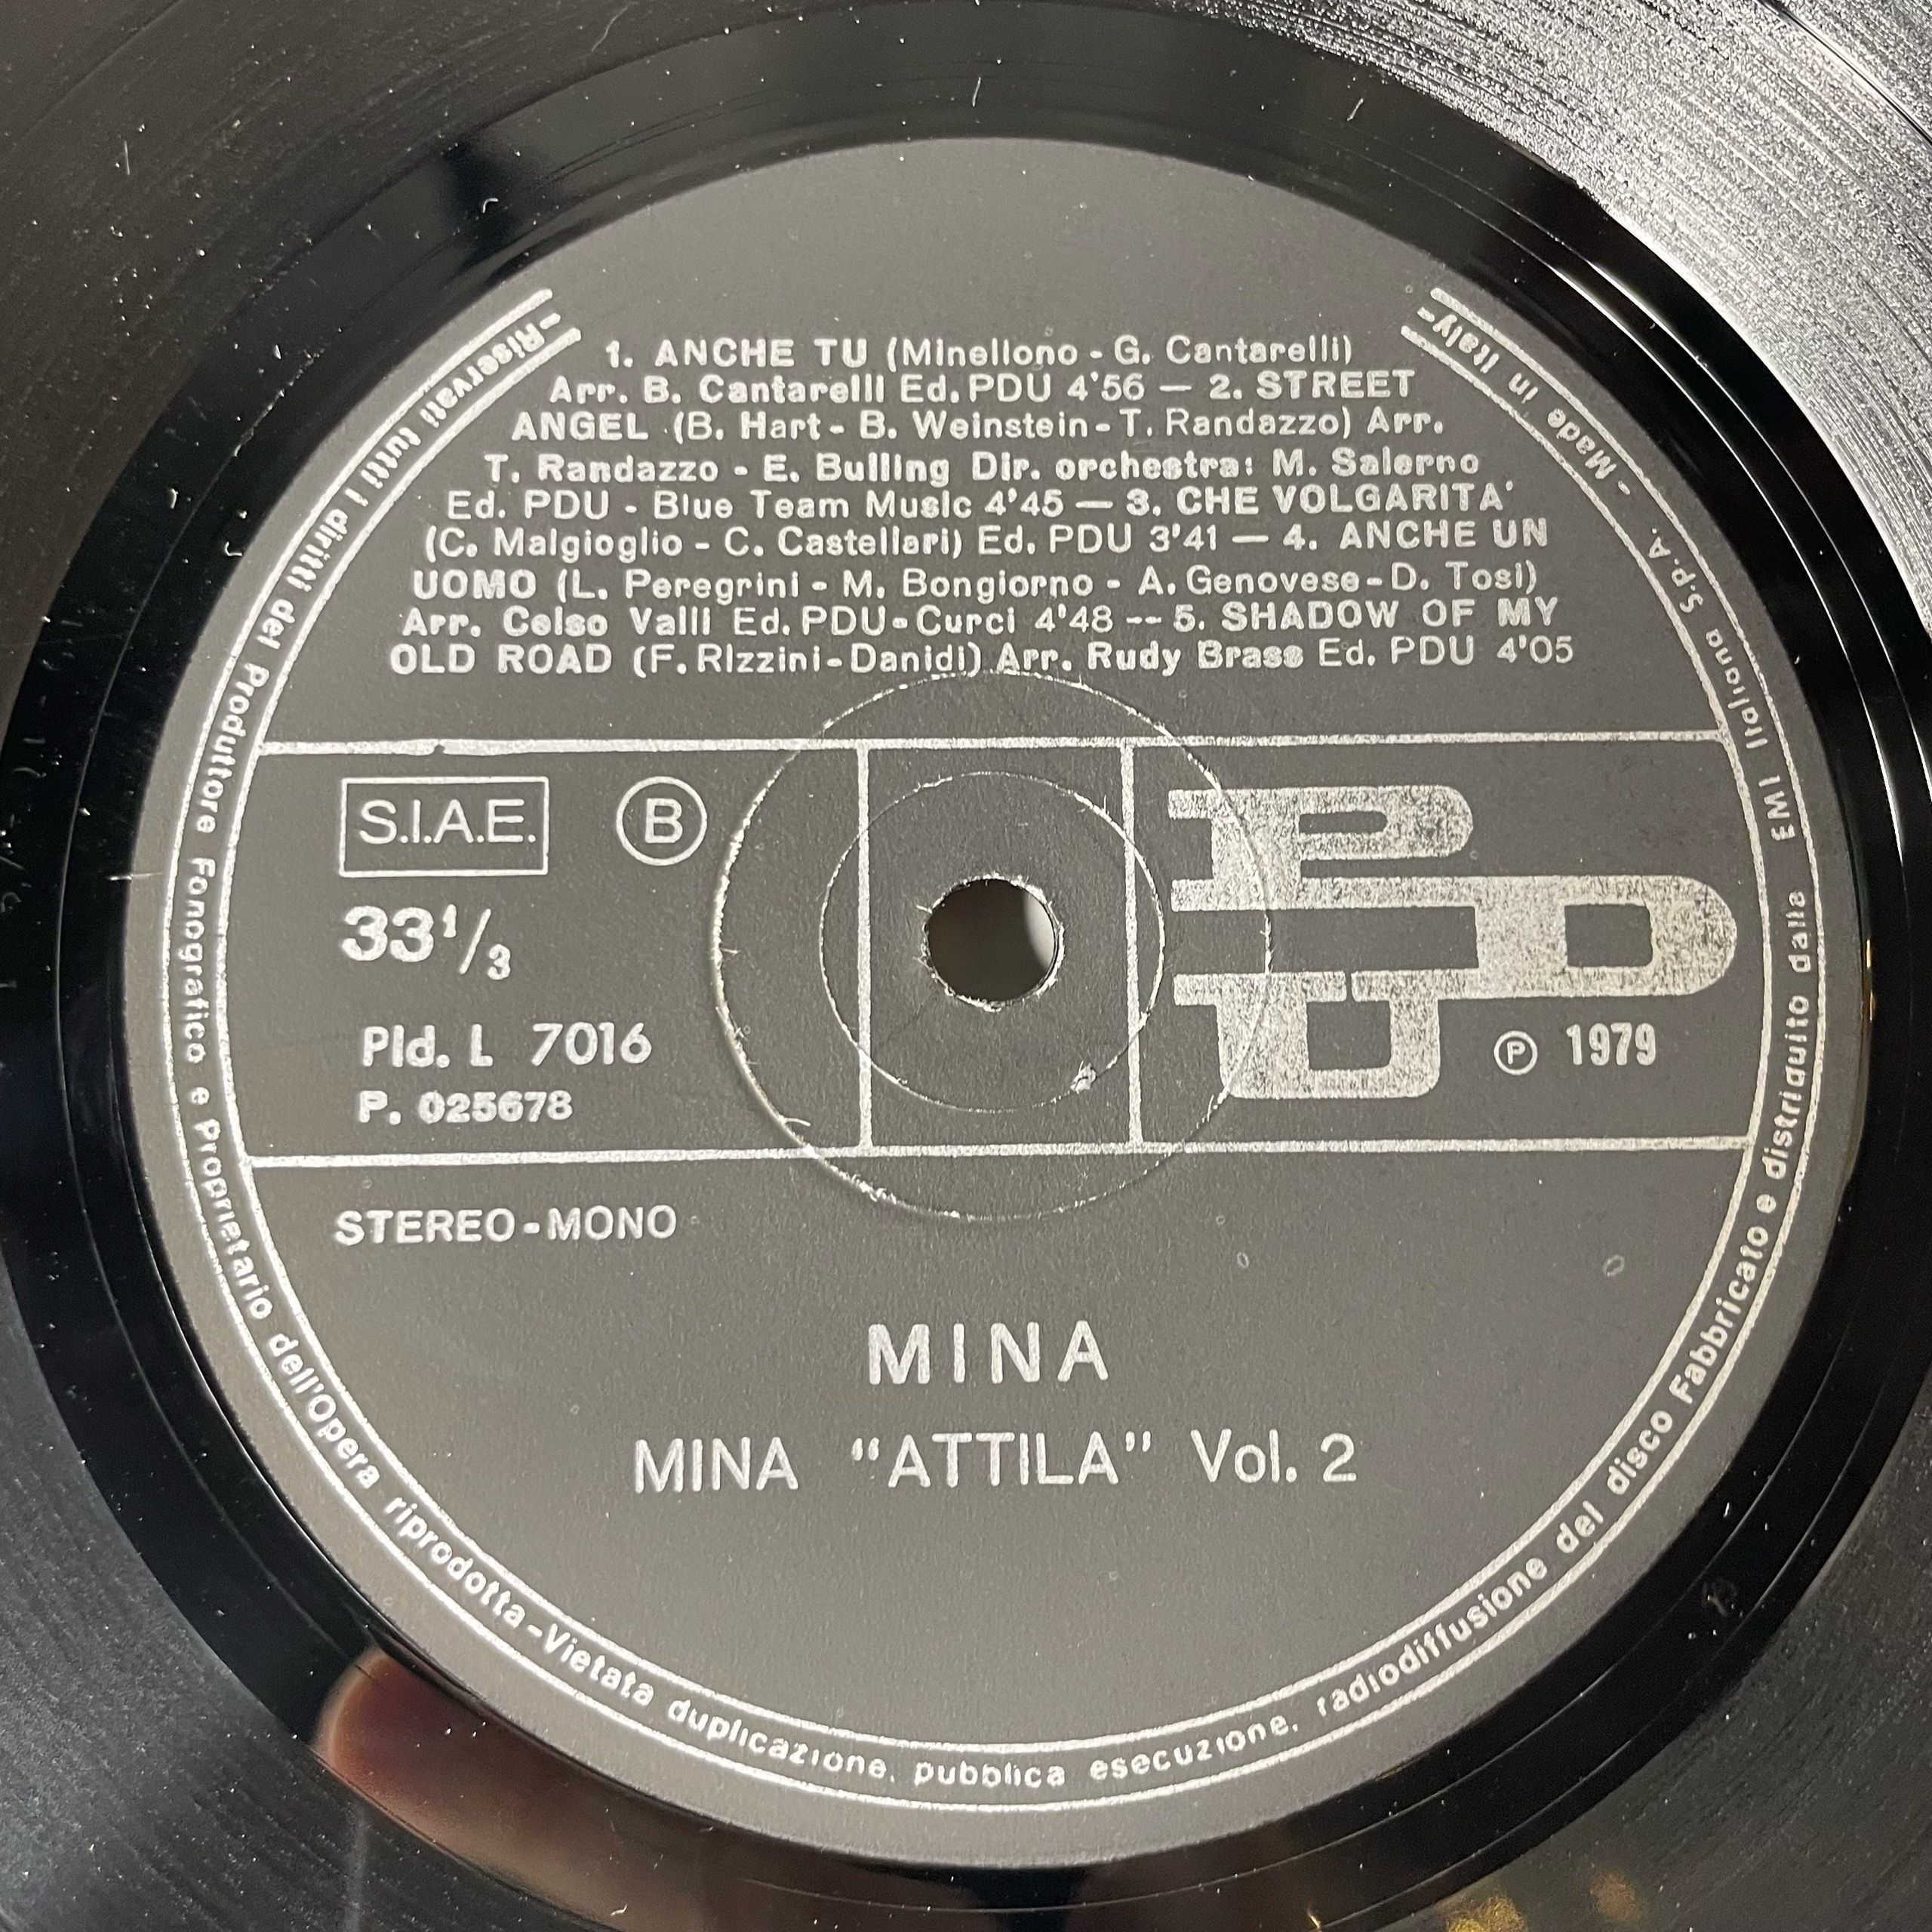 1. ANCHE TU (Minellono - G. Cantarelli)
Arr. B. Cantarelli Ed. PDU 4'56 — 2. STREET
ANGEL (B. Hart - B. Weinstein - T. Randazzo) Arr.
T. Randazzo - E. Bulling Dir. orchestra: M. Salerno
Ed. PDU - Blue Team Music 4'45 — 3. CHE VOLGARITA'
(C. Malgioglio - C. Castellari) Ed. PDU 3'41 — 4. ANCHE UN
UOMO (L. Peregrini - M. Bongiorno - A. Genovese - D. Tosi)
Arr. Celso Valli Ed. PDU - Curci 4'48 -- 5. SHADOW OF MY
OLD ROAD (F. Rizzini - Danidi) Arr. Rudy Brass Ed. PDU 4'05
S.I.A.E. B
33 1/3
PDU
Pld. L 7016
℗ 1979
P. 025678
STEREO - MONO
MINA
MINA "ATTILA" Vol. 2
-Riservati tutti i diritti del Produttore Fonografico e Proprietario dell'Opera riprodotta - Vietata duplicazione, pubblica esecuzione, radiodiffusione del disco Fabbricato e distriquito dalla EMI Italiana S.p.A. - Made in Italy-